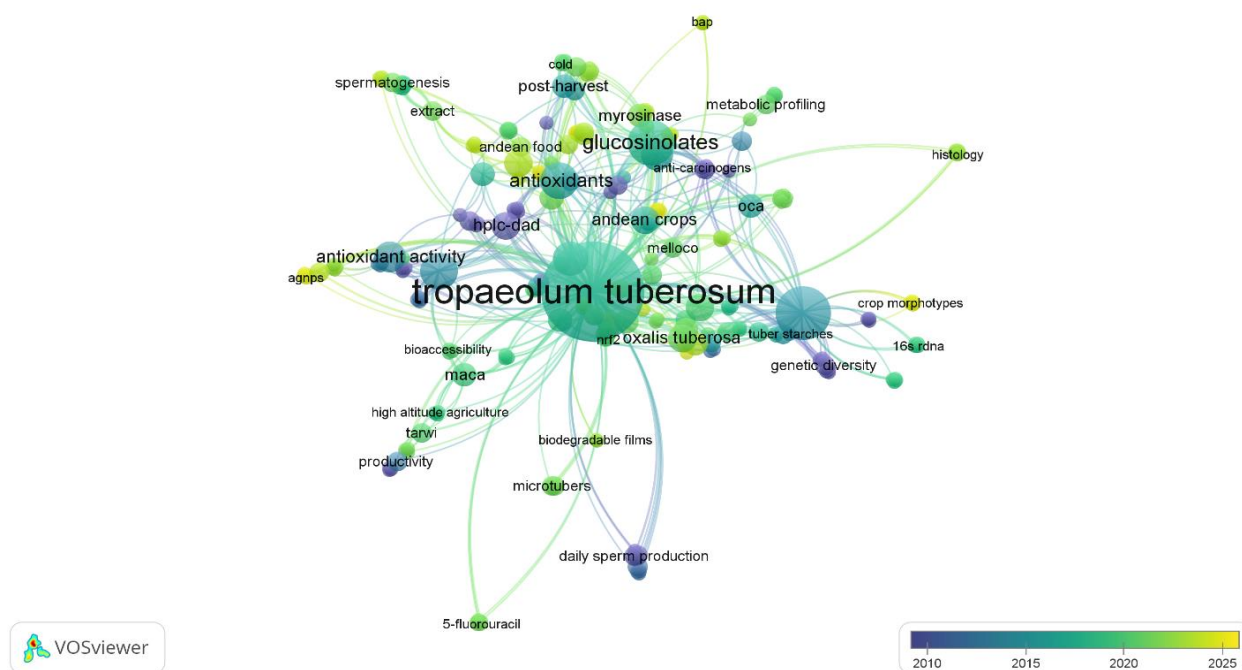 bap
cold
spermatogenesis
post-harvest
extract
metabolic profiling
myrosinase
andean food
glucosinolates
histology
anti-carcinogens
antioxidants
oca
hplc-dad
andean crops
melloco
antioxidant activity
agnps
tropaeolum tuberosum
crop morphotypes
nrf2
oxalis tuberosa
tuber starches
16s rdna
bioaccessibility
genetic diversity
maca
high altitude agriculture
tarwi
biodegradable films
productivity
microtubers
daily sperm production
5-fluorouracil
VOSviewer
2010 2015 2020 2025